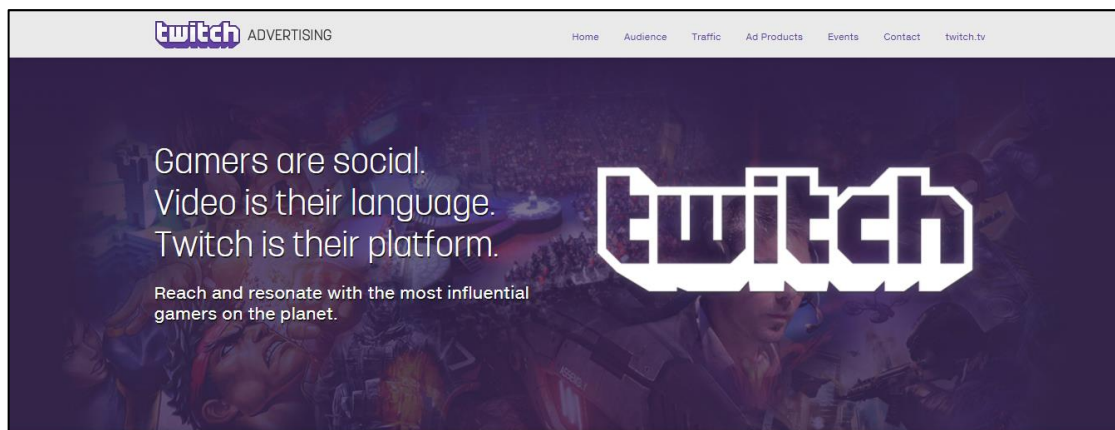 twitch ADVERTISING
Home Audience Traffic Ad Products Events Contact twitch.tv
Gamers are social.
Video is their language.
Twitch is their platform.
twitch
Reach and resonate with the most influential
gamers on the planet.